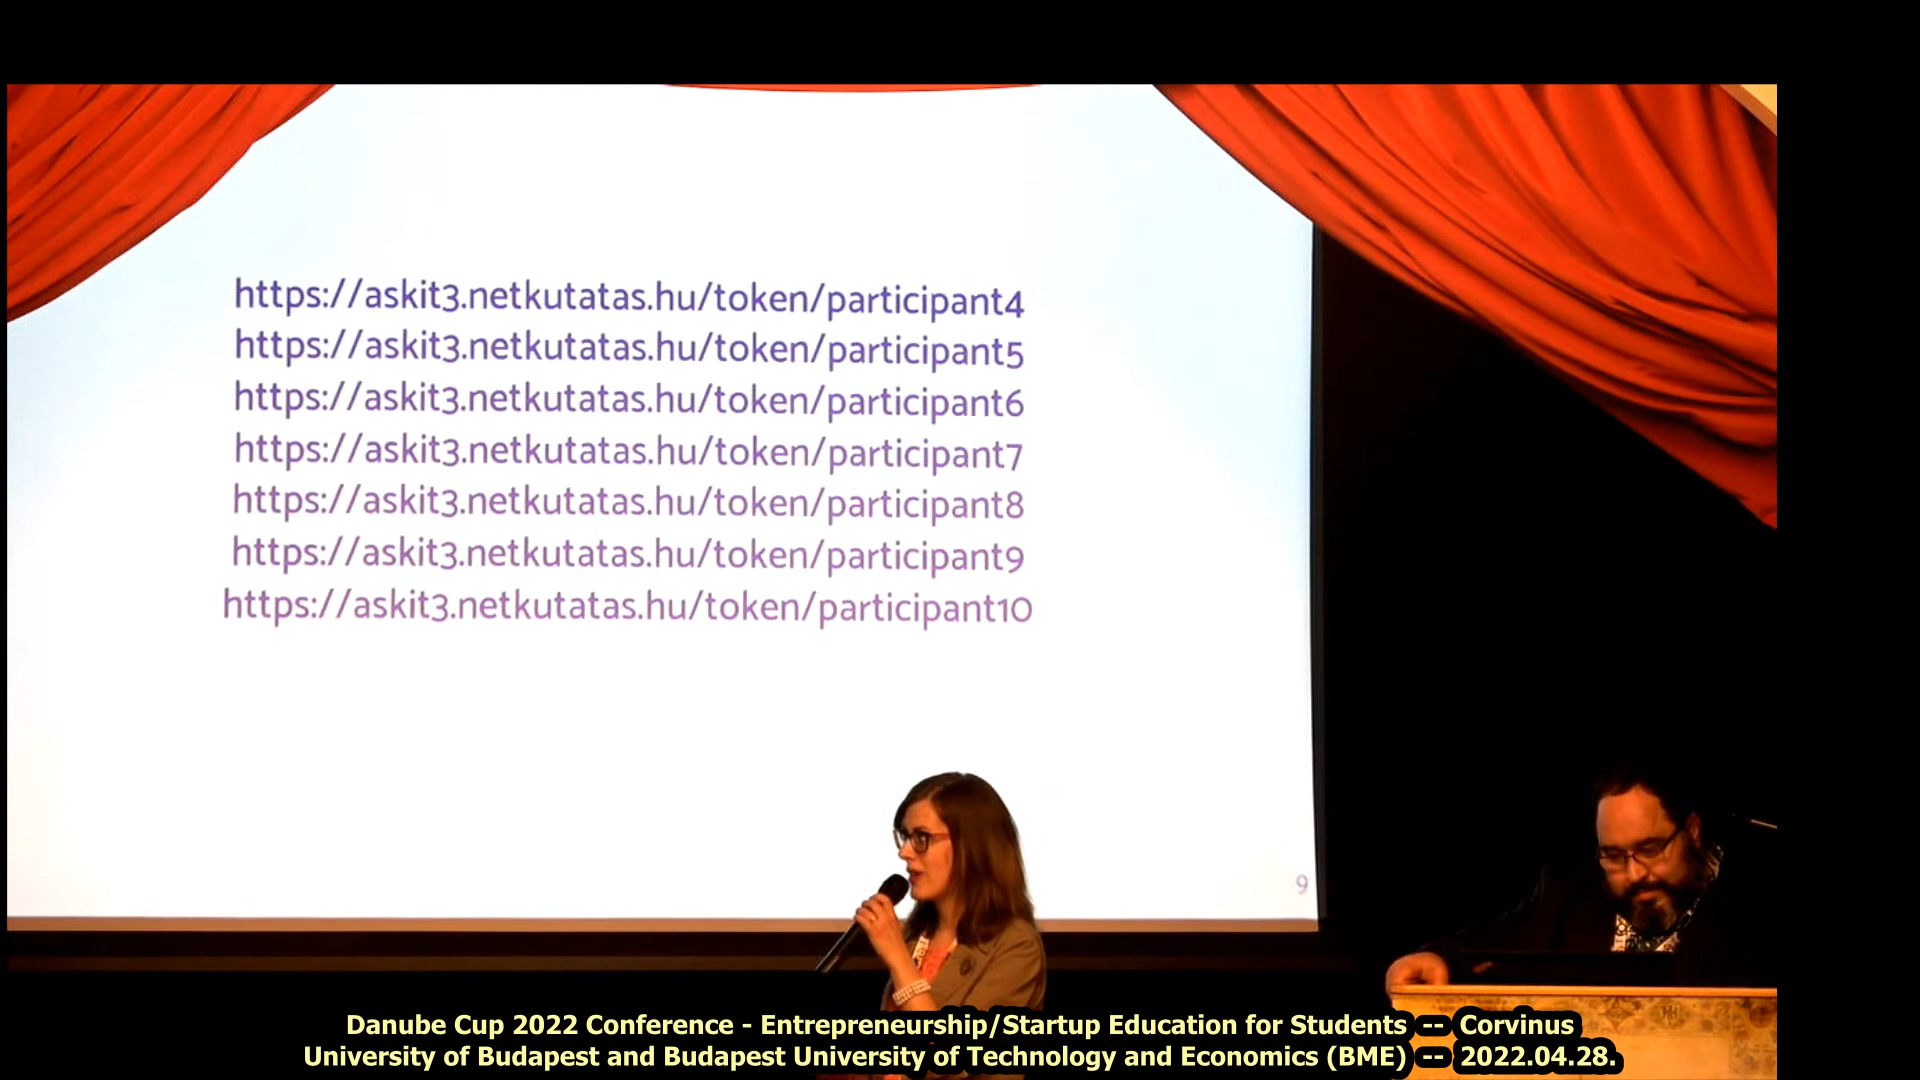 https://askit3.netkutatas.hu/token/participant4
https://askit3.netkutatas.hu/token/participant5
https://askit3.netkutatas.hu/token/participant6
https://askit3.netkutatas.hu/token/participant7
https://askit3.netkutatas.hu/token/participant8
https://askit3.netkutatas.hu/token/participant9
https://askit3.netkutatas.hu/token/participant10
9
Danube Cup 2022 Conference - Entrepreneurship/Startup Education for Students -- Corvinus
University of Budapest and Budapest University of Technology and Economics (BME) -- 2022.04.28.